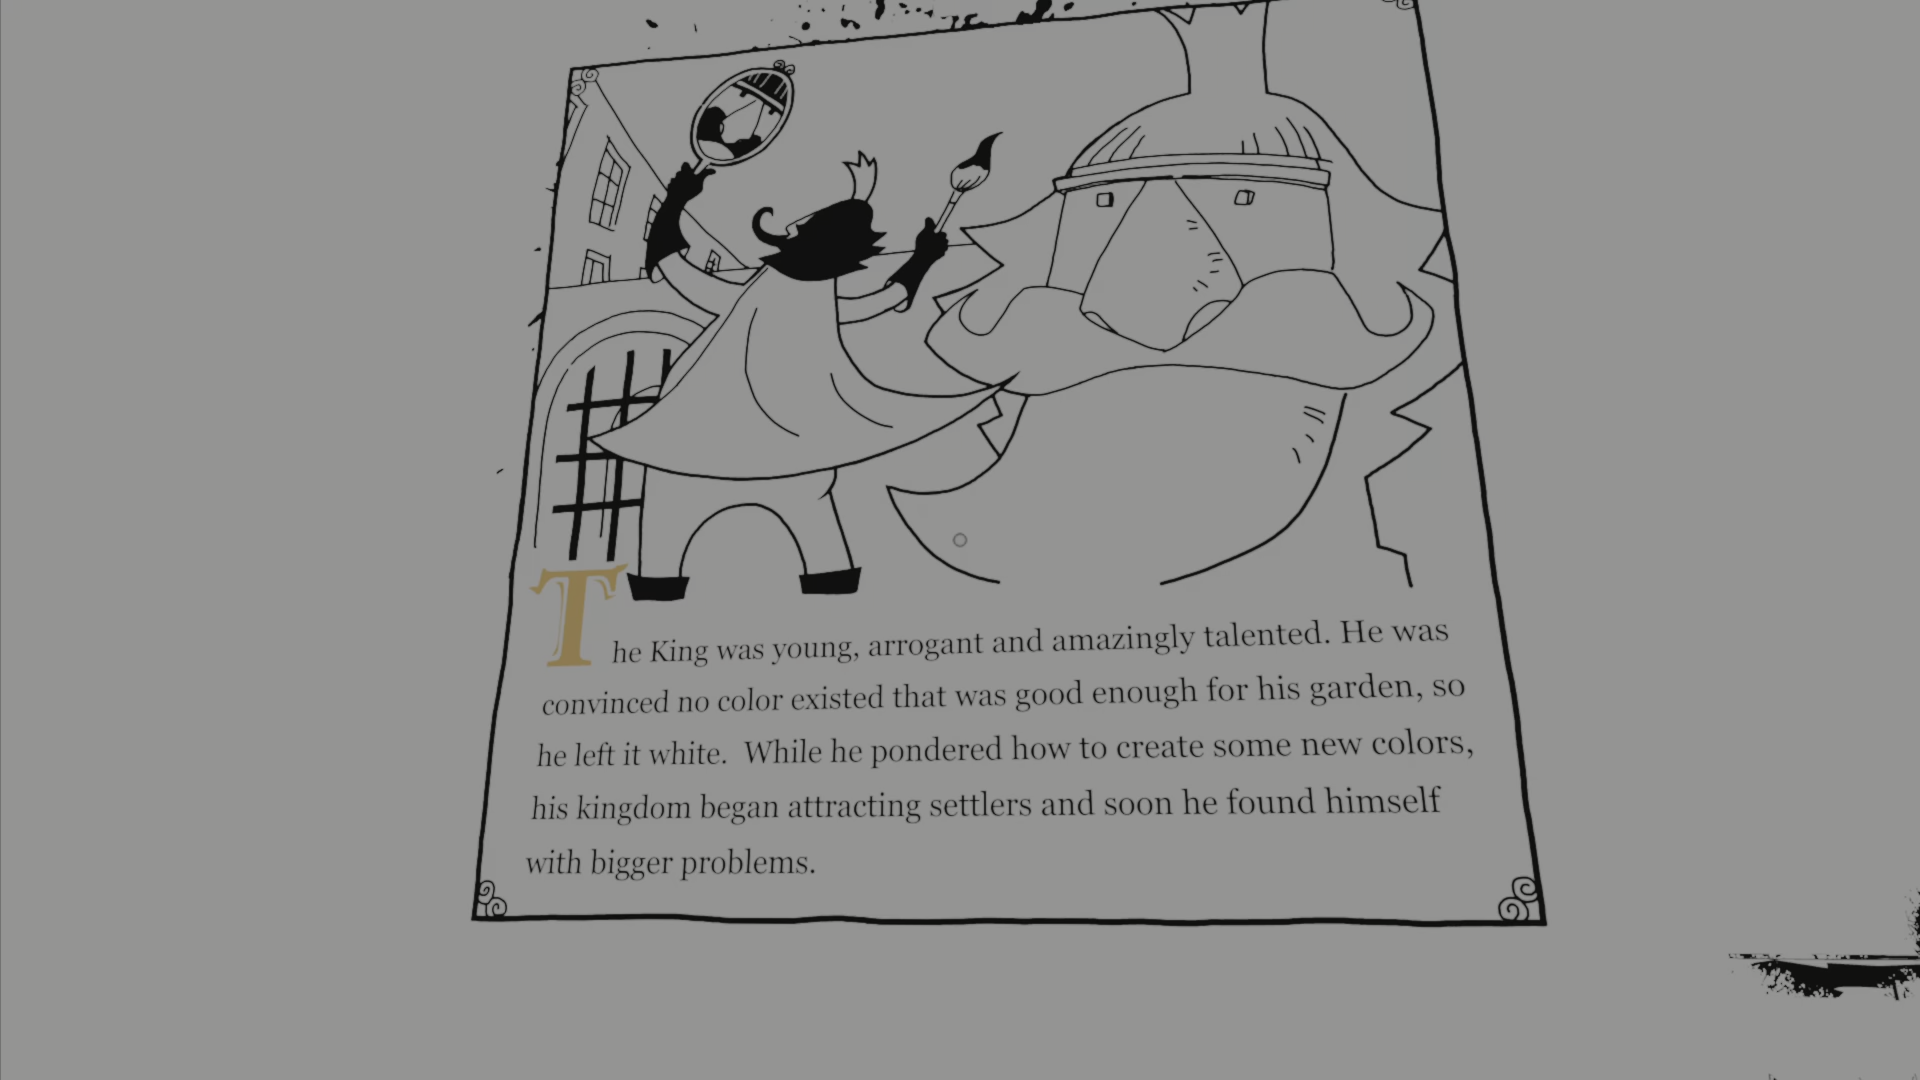 The King was young, arrogant and amazingly talented. He was
convinced no color existed that was good enough for his garden, so
he left it white.  While he pondered how to create some new colors,
his kingdom began attracting settlers and soon he found himself
with bigger problems.